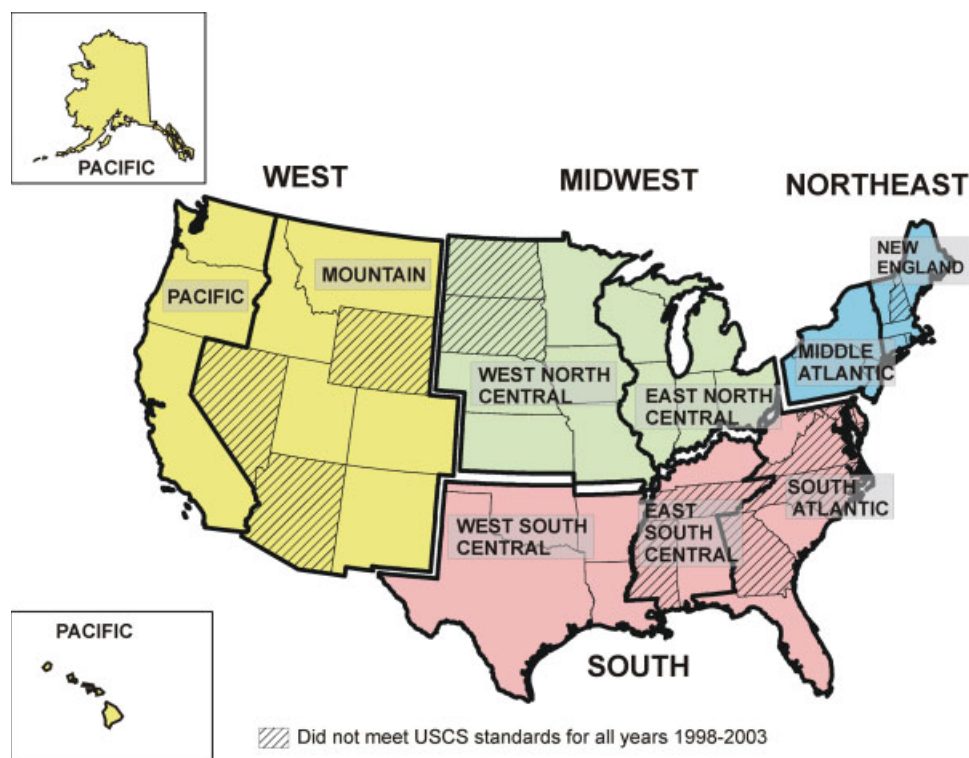 PACIFIC
WEST
MIDWEST
NORTHEAST
NEW
ENGLAND
MOUNTAIN
PACIFIC
MIDDLE
ATLANTIC
WEST NORTH
CENTRAL
EAST NORTH
CENTRAL
SOUTH
ATLANTIC
WEST SOUTH
CENTRAL
EAST
SOUTH
CENTRAL
PACIFIC
SOUTH
Did not meet USCS standards for all years 1998-2003